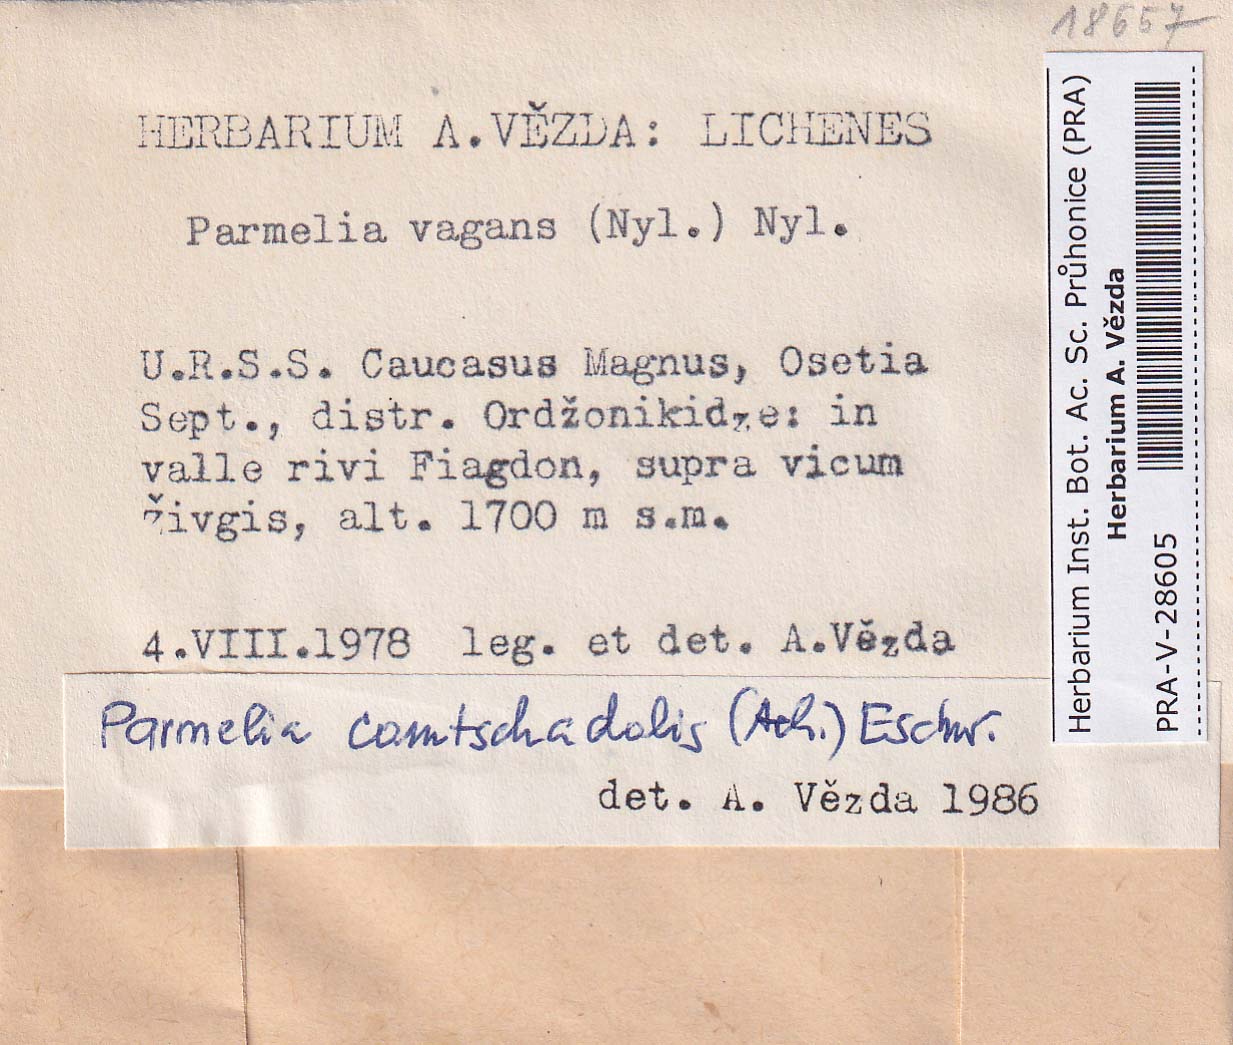 18657
HERBARIUM A.VĚZDA: LICHENES
Parmelia vagans (Nyl.) Nyl.
U.R.S.S. Caucasus Magnus, Osetia
Sept., distr. Ordžonikidze: in
valle rivi Fiagdon, supra vicum
živgis, alt. 1700 m s.m.
4.VIII.1978 leg. et det. A.Vězda
Parmelia camtschadalis (Ach.) Eschw.
det. A. Vězda 1986
Herbarium Inst. Bot. Ac. Sc. Průhonice (PRA)
Herbarium A. Vězda
PRA-V-28605